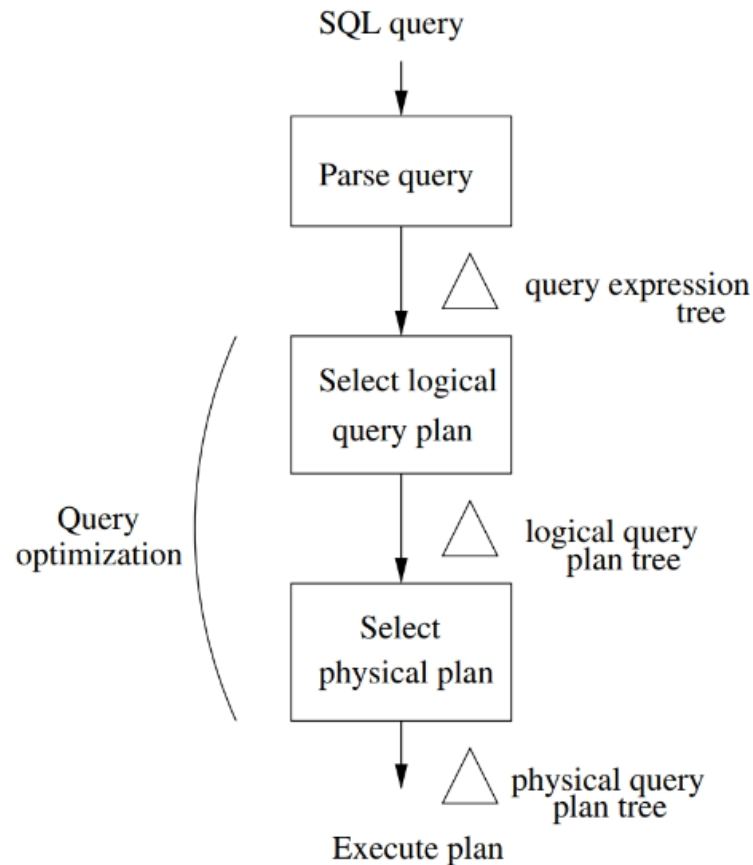 SQL query
Parse query
query expression
tree
Select logical
query plan
Query
optimization
logical query
plan tree
Select
physical plan
physical query
plan tree
Execute plan